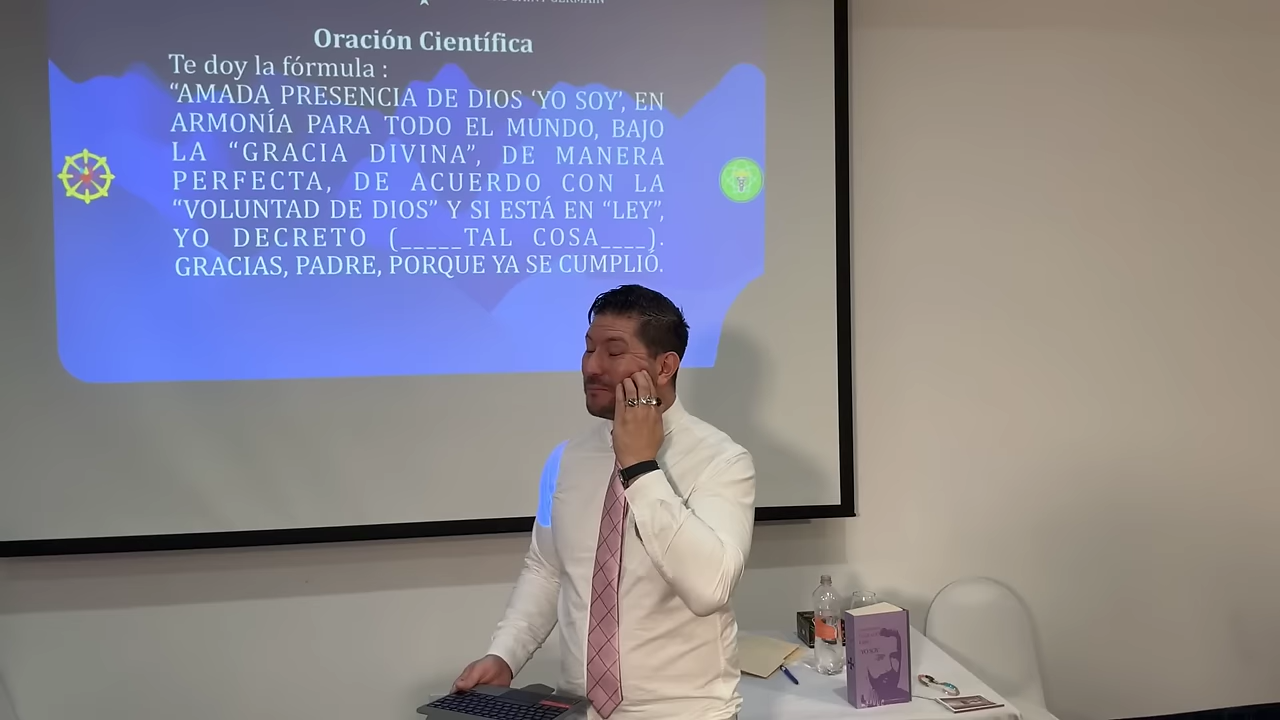 SAINT GERMAIN
Oración Científica
Te doy la fórmula :
“AMADA PRESENCIA DE DIOS ‘YO SOY’, EN
ARMONÍA PARA TODO EL MUNDO, BAJO
LA “GRACIA DIVINA”, DE MANERA
PERFECTA, DE ACUERDO CON LA
“VOLUNTAD DE DIOS” Y SI ESTÁ EN “LEY”,
YO DECRETO (_____TAL COSA____).
GRACIAS, PADRE, PORQUE YA SE CUMPLIÓ.